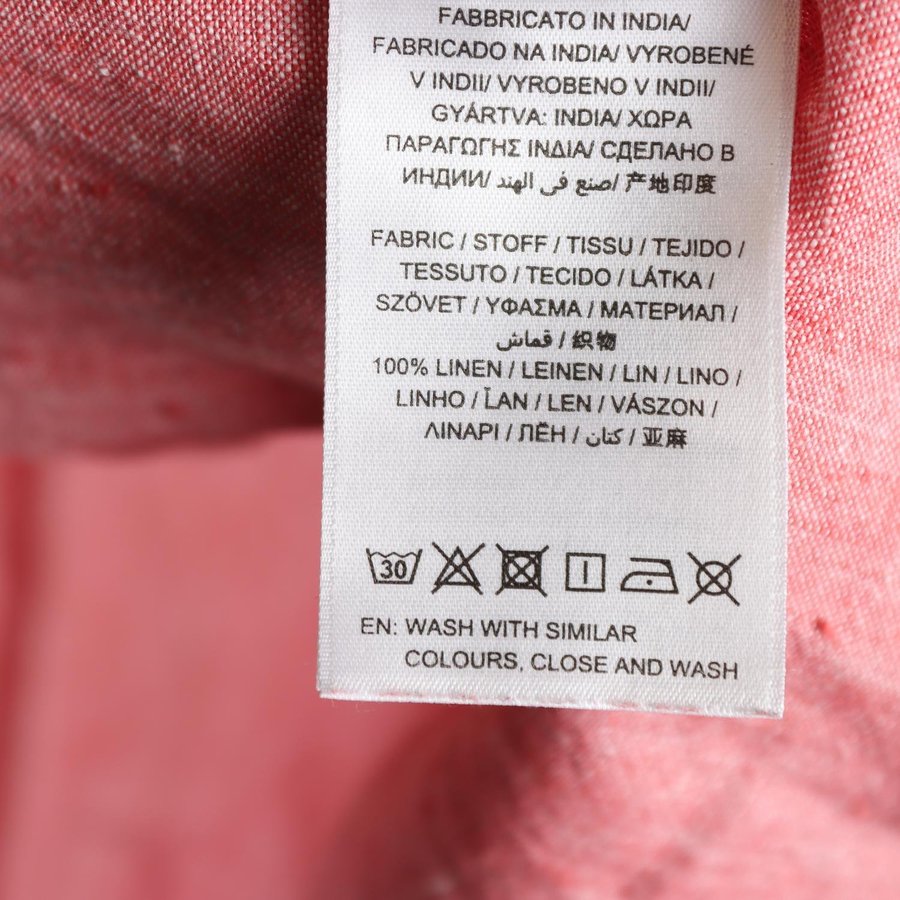 FABBRICATO IN INDIA/
FABRICADO NA INDIA/ VYROBENÉ
V INDII/ VYROBENO V INDII/
GYÁRTVA: INDIA/ ΧΩΡΑ
ΠΑΡΑΓΩΓΗΣ ΙΝΔΙΑ/ СДЕЛАНО В
ИНДИИ/ صنع في الهند/ 产地印度
FABRIC / STOFF / TISSU / TEJIDO /
TESSUTO / TECIDO / LÁTKA /
SZÖVET / ΥΦΑΣΜΑ / МАТЕРИАЛ /
قماش / 织物
100% LINEN / LEINEN / LIN / LINO /
LINHO / ĽAN / LEN / VÁSZON /
ΛΙΝΑΡΙ / ЛЁН / كتان / 亚麻
30
EN: WASH WITH SIMILAR
COLOURS, CLOSE AND WASH